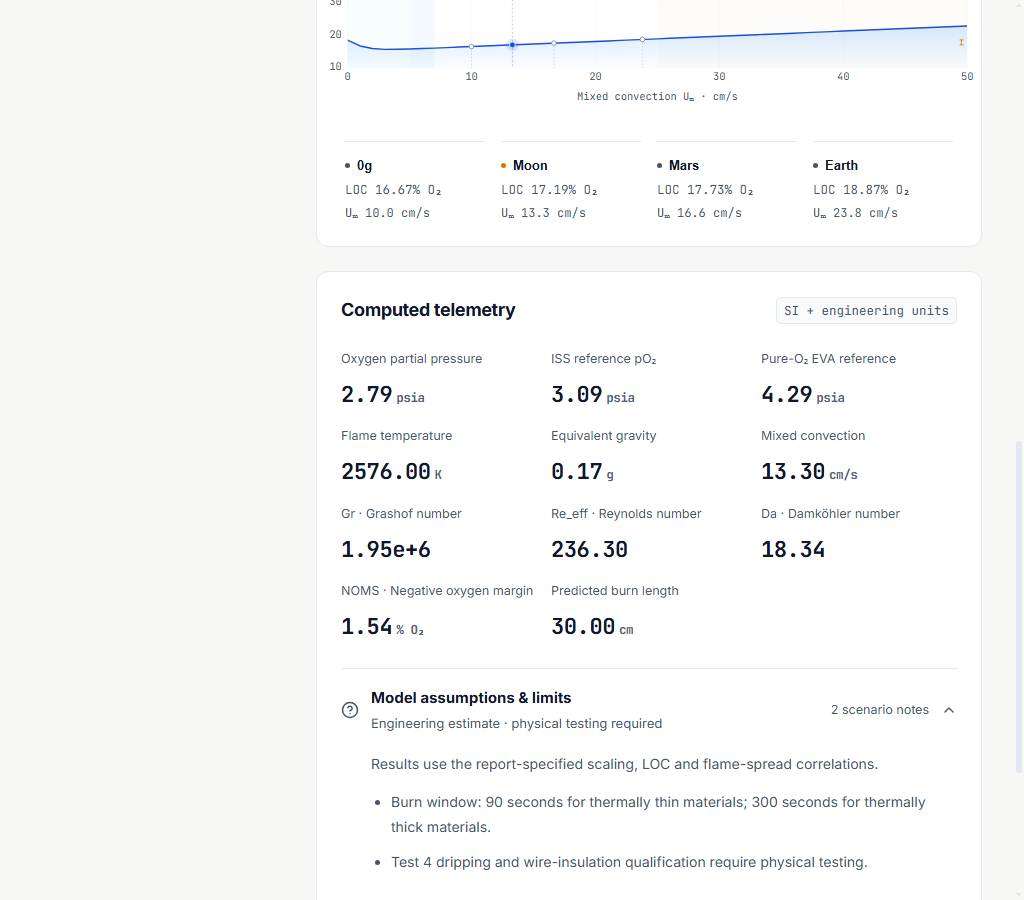 30
20
10
0 10 20 30 40 50
Mixed convection Uₘ · cm/s
0g
LOC 16.67% O₂
Uₘ 10.0 cm/s
Moon
LOC 17.19% O₂
Uₘ 13.3 cm/s
Mars
LOC 17.73% O₂
Uₘ 16.6 cm/s
Earth
LOC 18.87% O₂
Uₘ 23.8 cm/s
Computed telemetry
SI + engineering units
Oxygen partial pressure
2.79 psia
ISS reference pO₂
3.09 psia
Pure-O₂ EVA reference
4.29 psia
Flame temperature
2576.00 K
Equivalent gravity
0.17 g
Mixed convection
13.30 cm/s
Gr · Grashof number
1.95e+6
Re_eff · Reynolds number
236.30
Da · Damköhler number
18.34
NOMS · Negative oxygen margin
1.54 % O₂
Predicted burn length
30.00 cm
Model assumptions & limits
Engineering estimate · physical testing required
2 scenario notes
Results use the report-specified scaling, LOC and flame-spread correlations.
• Burn window: 90 seconds for thermally thin materials; 300 seconds for thermally
thick materials.
• Test 4 dripping and wire-insulation qualification require physical testing.